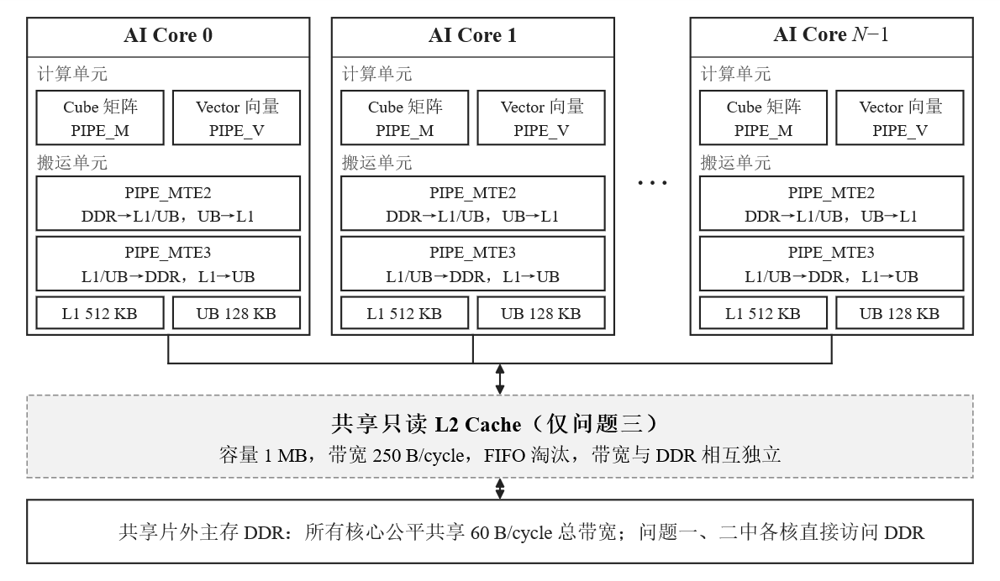 AI Core 0
计算单元
Cube 矩阵
PIPE_M
Vector 向量
PIPE_V
搬运单元
PIPE_MTE2
DDR→L1/UB，UB→L1
PIPE_MTE3
L1/UB→DDR，L1→UB
L1 512 KB
UB 128 KB
AI Core 1
计算单元
Cube 矩阵
PIPE_M
Vector 向量
PIPE_V
搬运单元
PIPE_MTE2
DDR→L1/UB，UB→L1
PIPE_MTE3
L1/UB→DDR，L1→UB
L1 512 KB
UB 128 KB
···
AI Core N−1
计算单元
Cube 矩阵
PIPE_M
Vector 向量
PIPE_V
搬运单元
PIPE_MTE2
DDR→L1/UB，UB→L1
PIPE_MTE3
L1/UB→DDR，L1→UB
L1 512 KB
UB 128 KB
共享只读 L2 Cache（仅问题三）
容量 1 MB，带宽 250 B/cycle，FIFO 淘汰，带宽与 DDR 相互独立
共享片外主存 DDR：所有核心公平共享 60 B/cycle 总带宽；问题一、二中各核直接访问 DDR